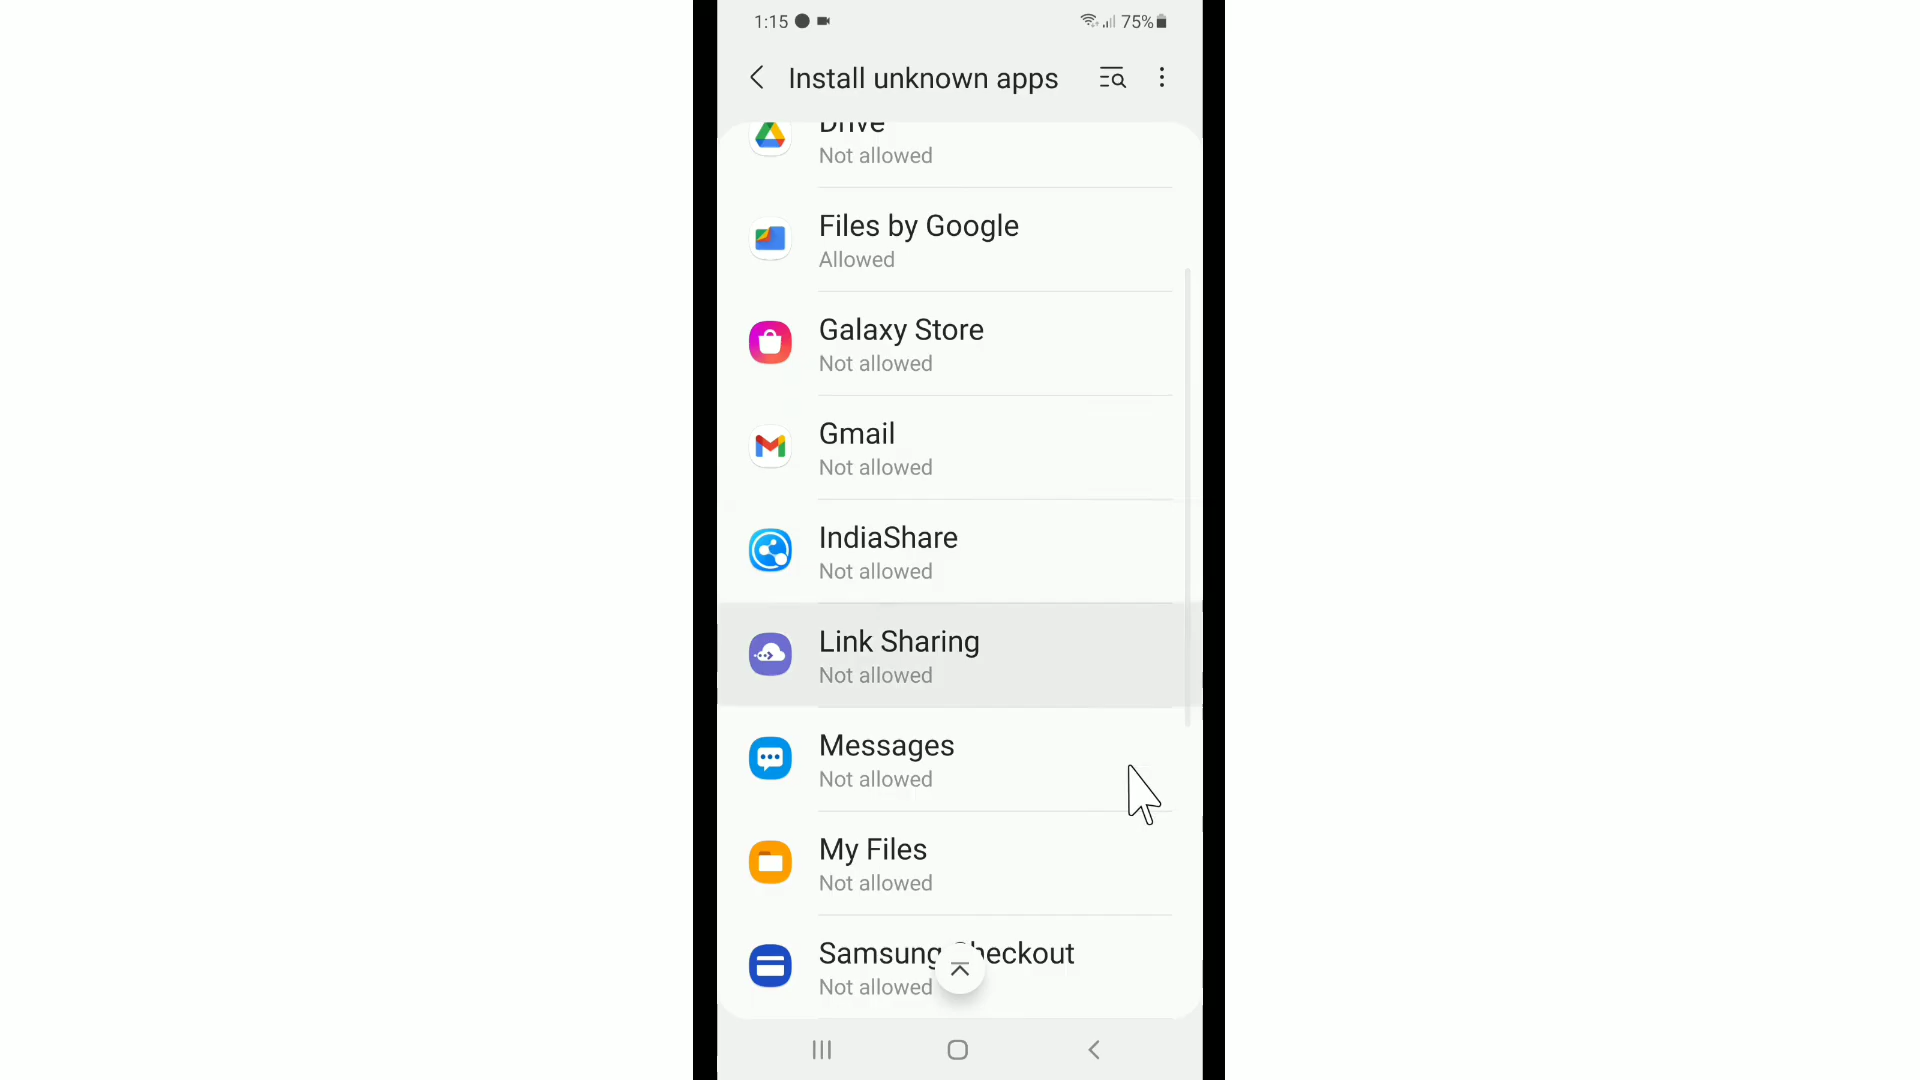 1:15 75%
Install unknown apps
Drive
Not allowed
Files by Google
Allowed
Galaxy Store
Not allowed
Gmail
Not allowed
IndiaShare
Not allowed
Link Sharing
Not allowed
Messages
Not allowed
My Files
Not allowed
Samsung Checkout
Not allowed